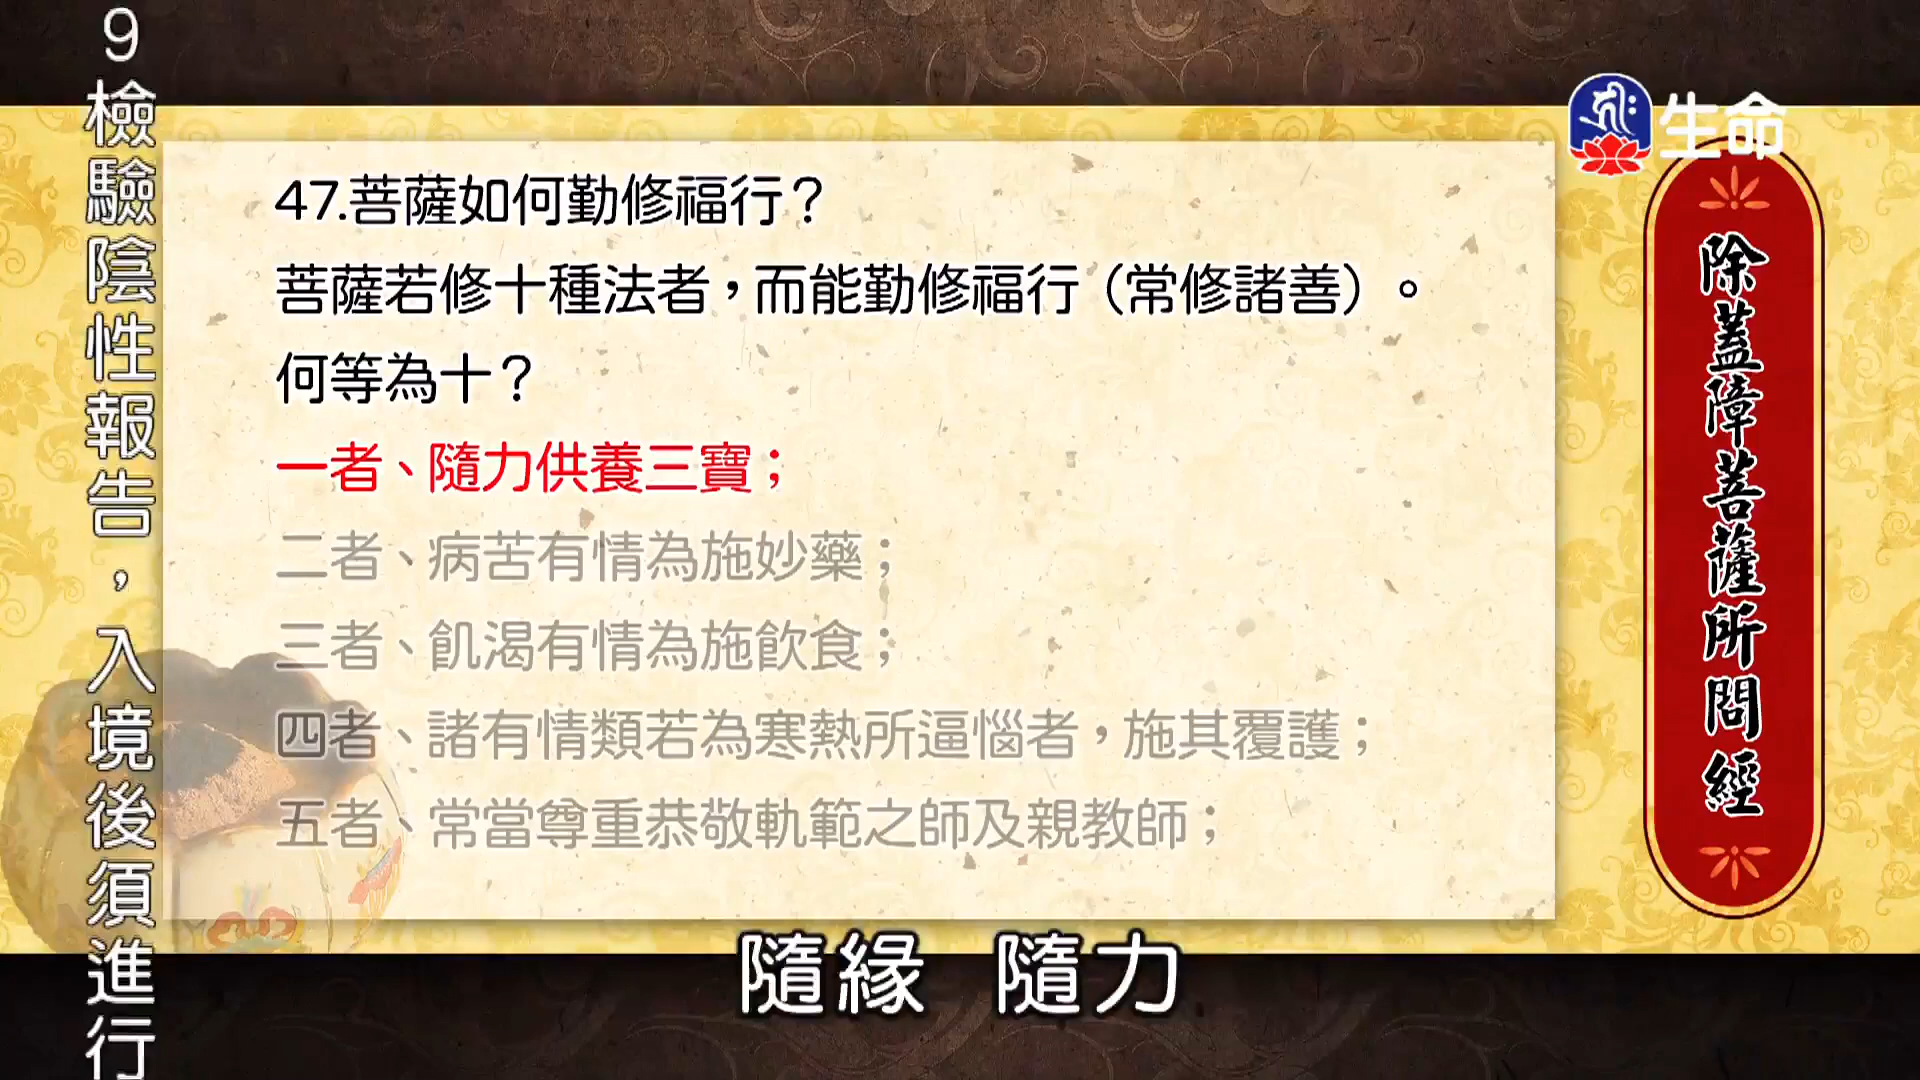 47.菩薩如何勤修福行？
菩薩若修十種法者，而能勤修福行（常修諸善）。
何等為十？
一者、隨力供養三寶；
二者、病苦有情為施妙藥；
三者、飢渴有情為施飲食；
四者、諸有情類若為寒熱所逼惱者，施其覆護；
五者、常當尊重恭敬軌範之師及親教師；
隨緣 隨力
生命
除蓋障菩薩所問經
9檢驗陰性報告，入境後須進行